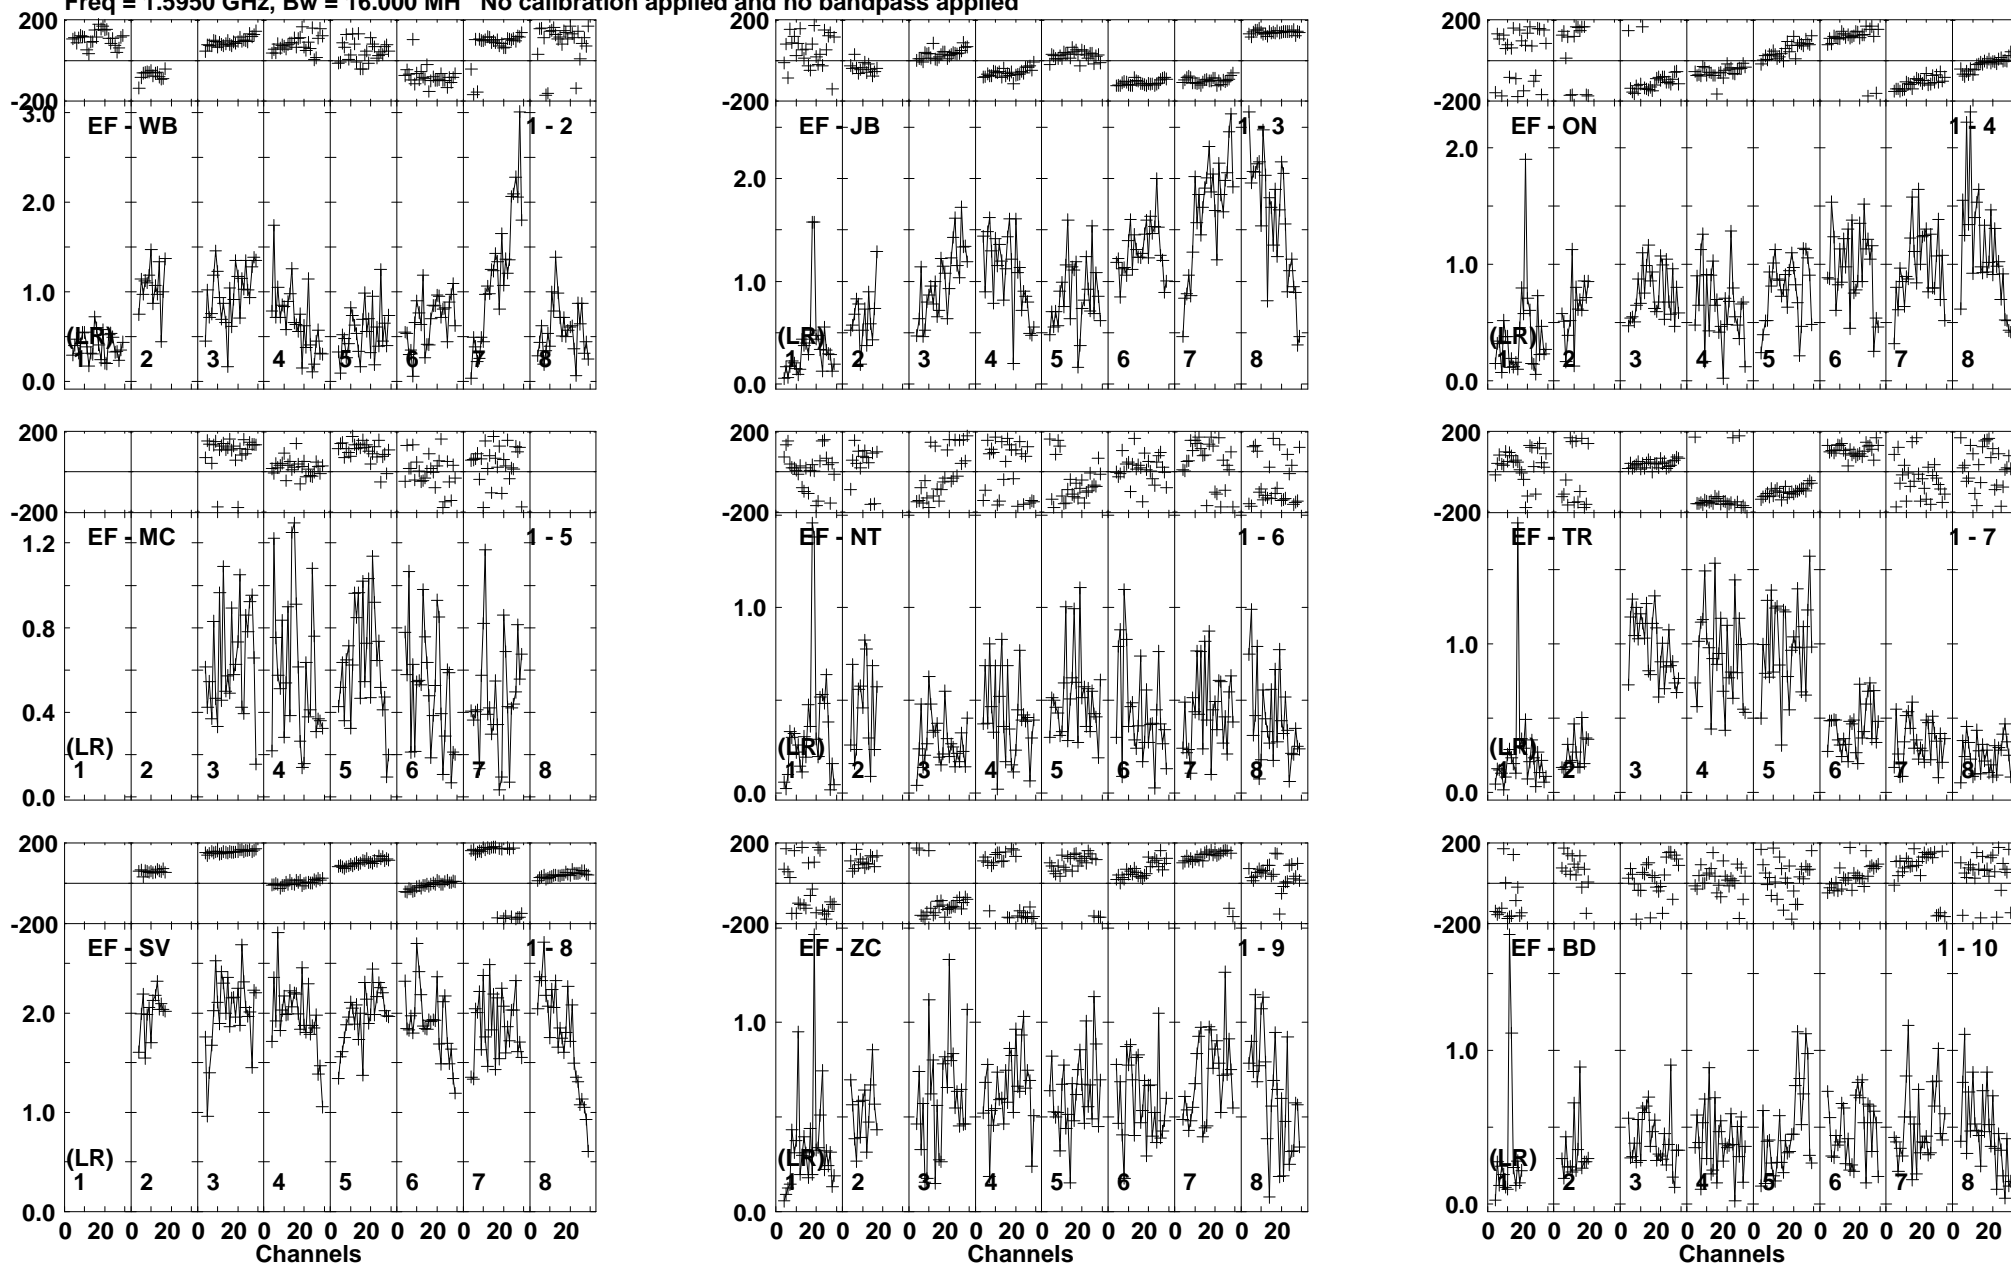 Freq = 1.5950 GHz, Bw = 16.000 MH No calibration applied and no bandpass applied
200 200 200
-200 -200 -200
3.0 EF - WB 1 - 2 EF - JB 1 - 3 EF - ON 1 - 4
2.0 2.0 2.0
1.0 1.0 1.0
(LR) (LR) (LR)
1 2 3 4 5 6 7 8 1 2 3 4 5 6 7 8 1 2 3 4 5 6 7 8
0.0 0.0 0.0
200 200 200
-200 -200 -200
EF - MC 1 - 5 EF - NT 1 - 6 EF - TR 1 - 7
1.2
0.8 1.0 1.0
0.4
(LR) (LR) (LR)
1 2 3 4 5 6 7 8 1 2 3 4 5 6 7 8 1 2 3 4 5 6 7 8
0.0 0.0 0.0
200 200 200
-200 -200 -200
EF - SV 1 - 8 EF - ZC 1 - 9 EF - BD 1 - 10
2.0
1.0 1.0 1.0
(LR) (LR) (LR)
1 2 3 4 5 6 7 8 1 2 3 4 5 6 7 8 1 2 3 4 5 6 7 8
0.0 0.0 0.0
0 20 0 20 0 20 0 20 0 20 0 20 0 20 0 20 0 20 0 20 0 20 0 20 0 20 0 20 0 20 0 20 0 20 0 20 0 20 0 20 0 20 0 20 0 20 0 20
Channels Channels Channels